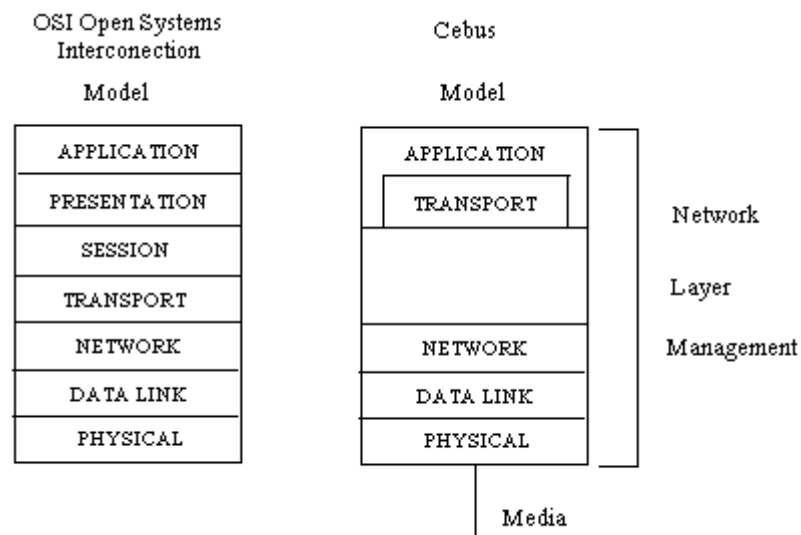 OSI Open Systems
Interconection
Model
APPLICATION
PRESENTATION
SESSION
TRANSPORT
NETWORK
DATA LINK
PHYSICAL
Cebus
Model
APPLICATION
TRANSPORT
NETWORK
DATA LINK
PHYSICAL
Media
Network
Layer
Management